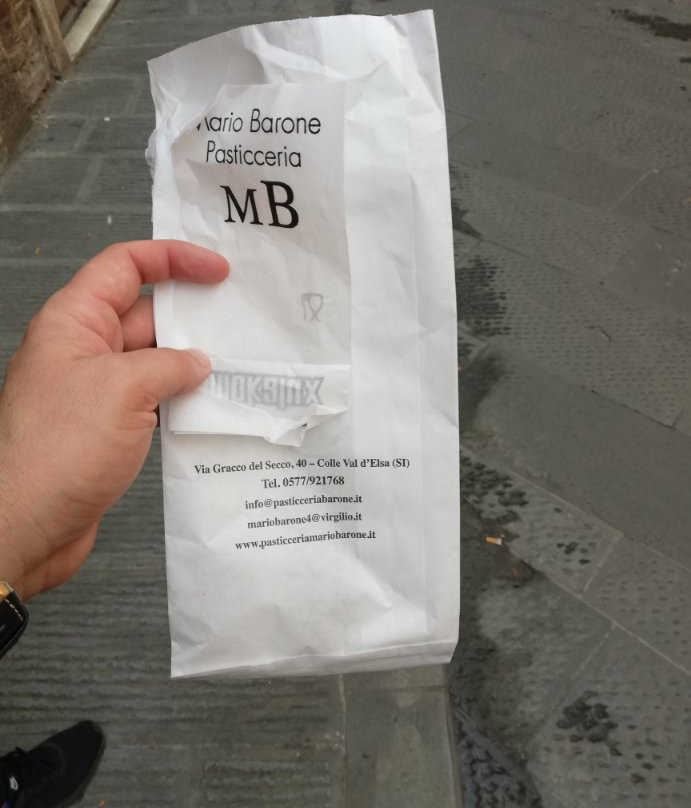 Mario Barone
Pasticceria
MB
Via Gracco del Secco, 40 – Colle Val d'Elsa (SI)
Tel. 0577/921768
info@pasticceriabarone.it
mariobarone4@virgilio.it
www.pasticceriamariobarone.it